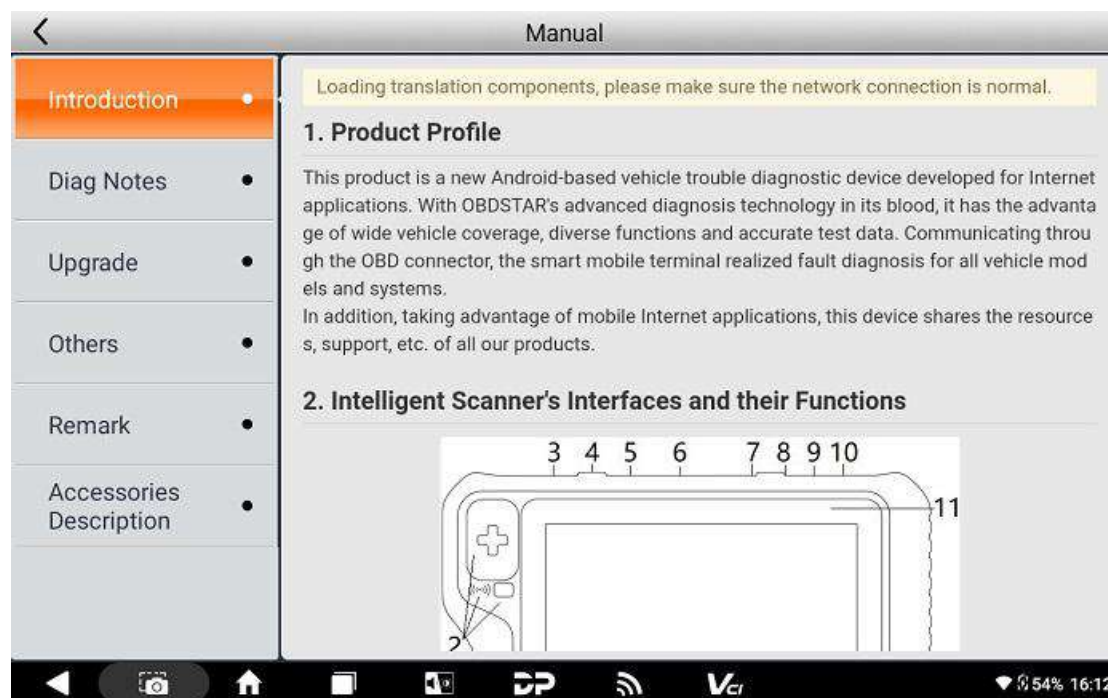 Manual
Introduction
Diag Notes
Upgrade
Others
Remark
Accessories
Description
Loading translation components, please make sure the network connection is normal.
1. Product Profile
This product is a new Android-based vehicle trouble diagnostic device developed for Internet
applications. With OBDSTAR's advanced diagnosis technology in its blood, it has the advanta
ge of wide vehicle coverage, diverse functions and accurate test data. Communicating throu
gh the OBD connector, the smart mobile terminal realized fault diagnosis for all vehicle mod
els and systems.
In addition, taking advantage of mobile Internet applications, this device shares the resource
s, support, etc. of all our products.
2. Intelligent Scanner's Interfaces and their Functions
3 4 5 6 7 8 9 10
11
2
DP VCI 54% 16:12